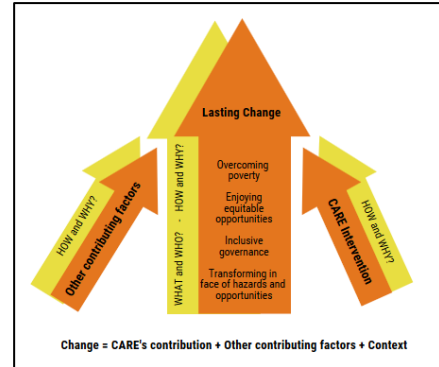 Lasting Change
Overcoming
poverty
Enjoying
equitable
opportunities
Inclusive
governance
Transforming in
face of hazards and
opportunities
WHAT and WHO? - HOW and WHY?
HOW and WHY?
Other contributing factors
CARE Intervention
HOW and WHY?
Change = CARE's contribution + Other contributing factors + Context